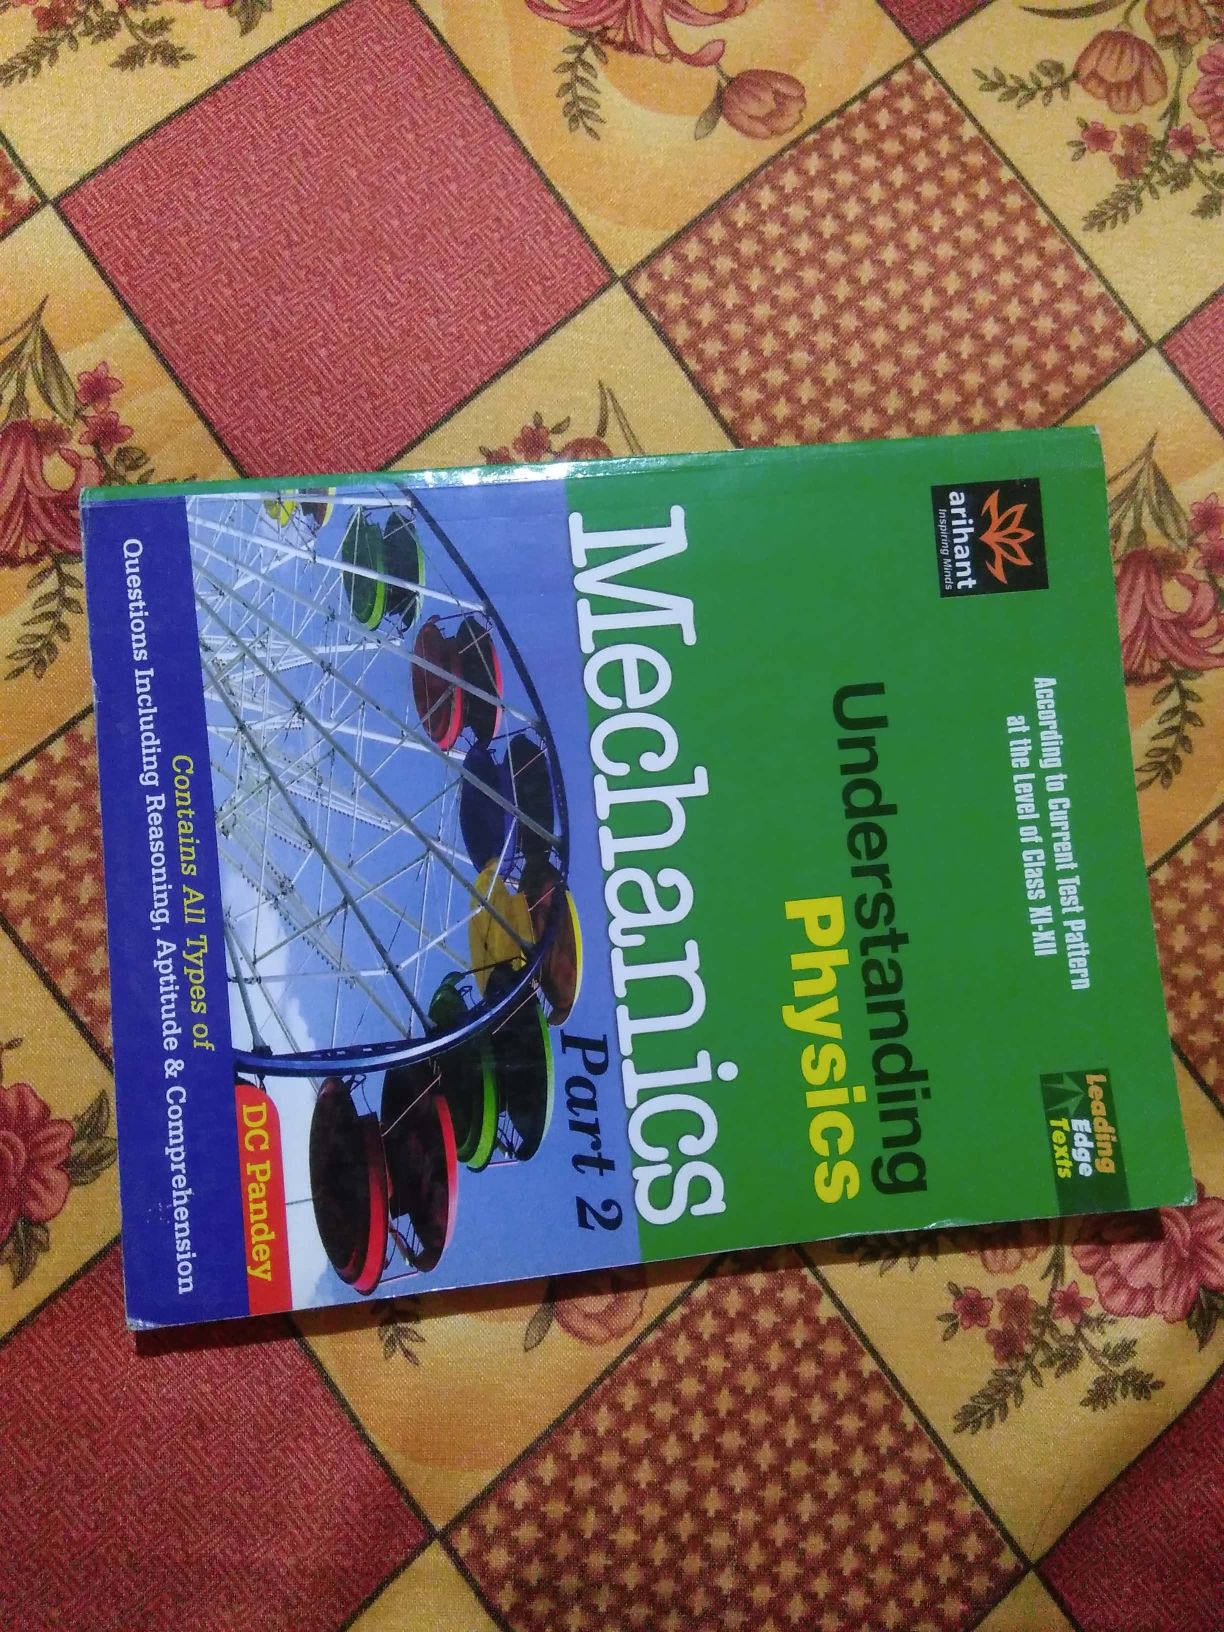 arihant
Inspiring Minds
According to Current Test Pattern
at the Level of Class XI-XII
Leading
Edge
Texts
Understanding
Physics
Mechanics
Part 2
DC Pandey
Contains All Types of
Questions Including Reasoning, Aptitude & Comprehension